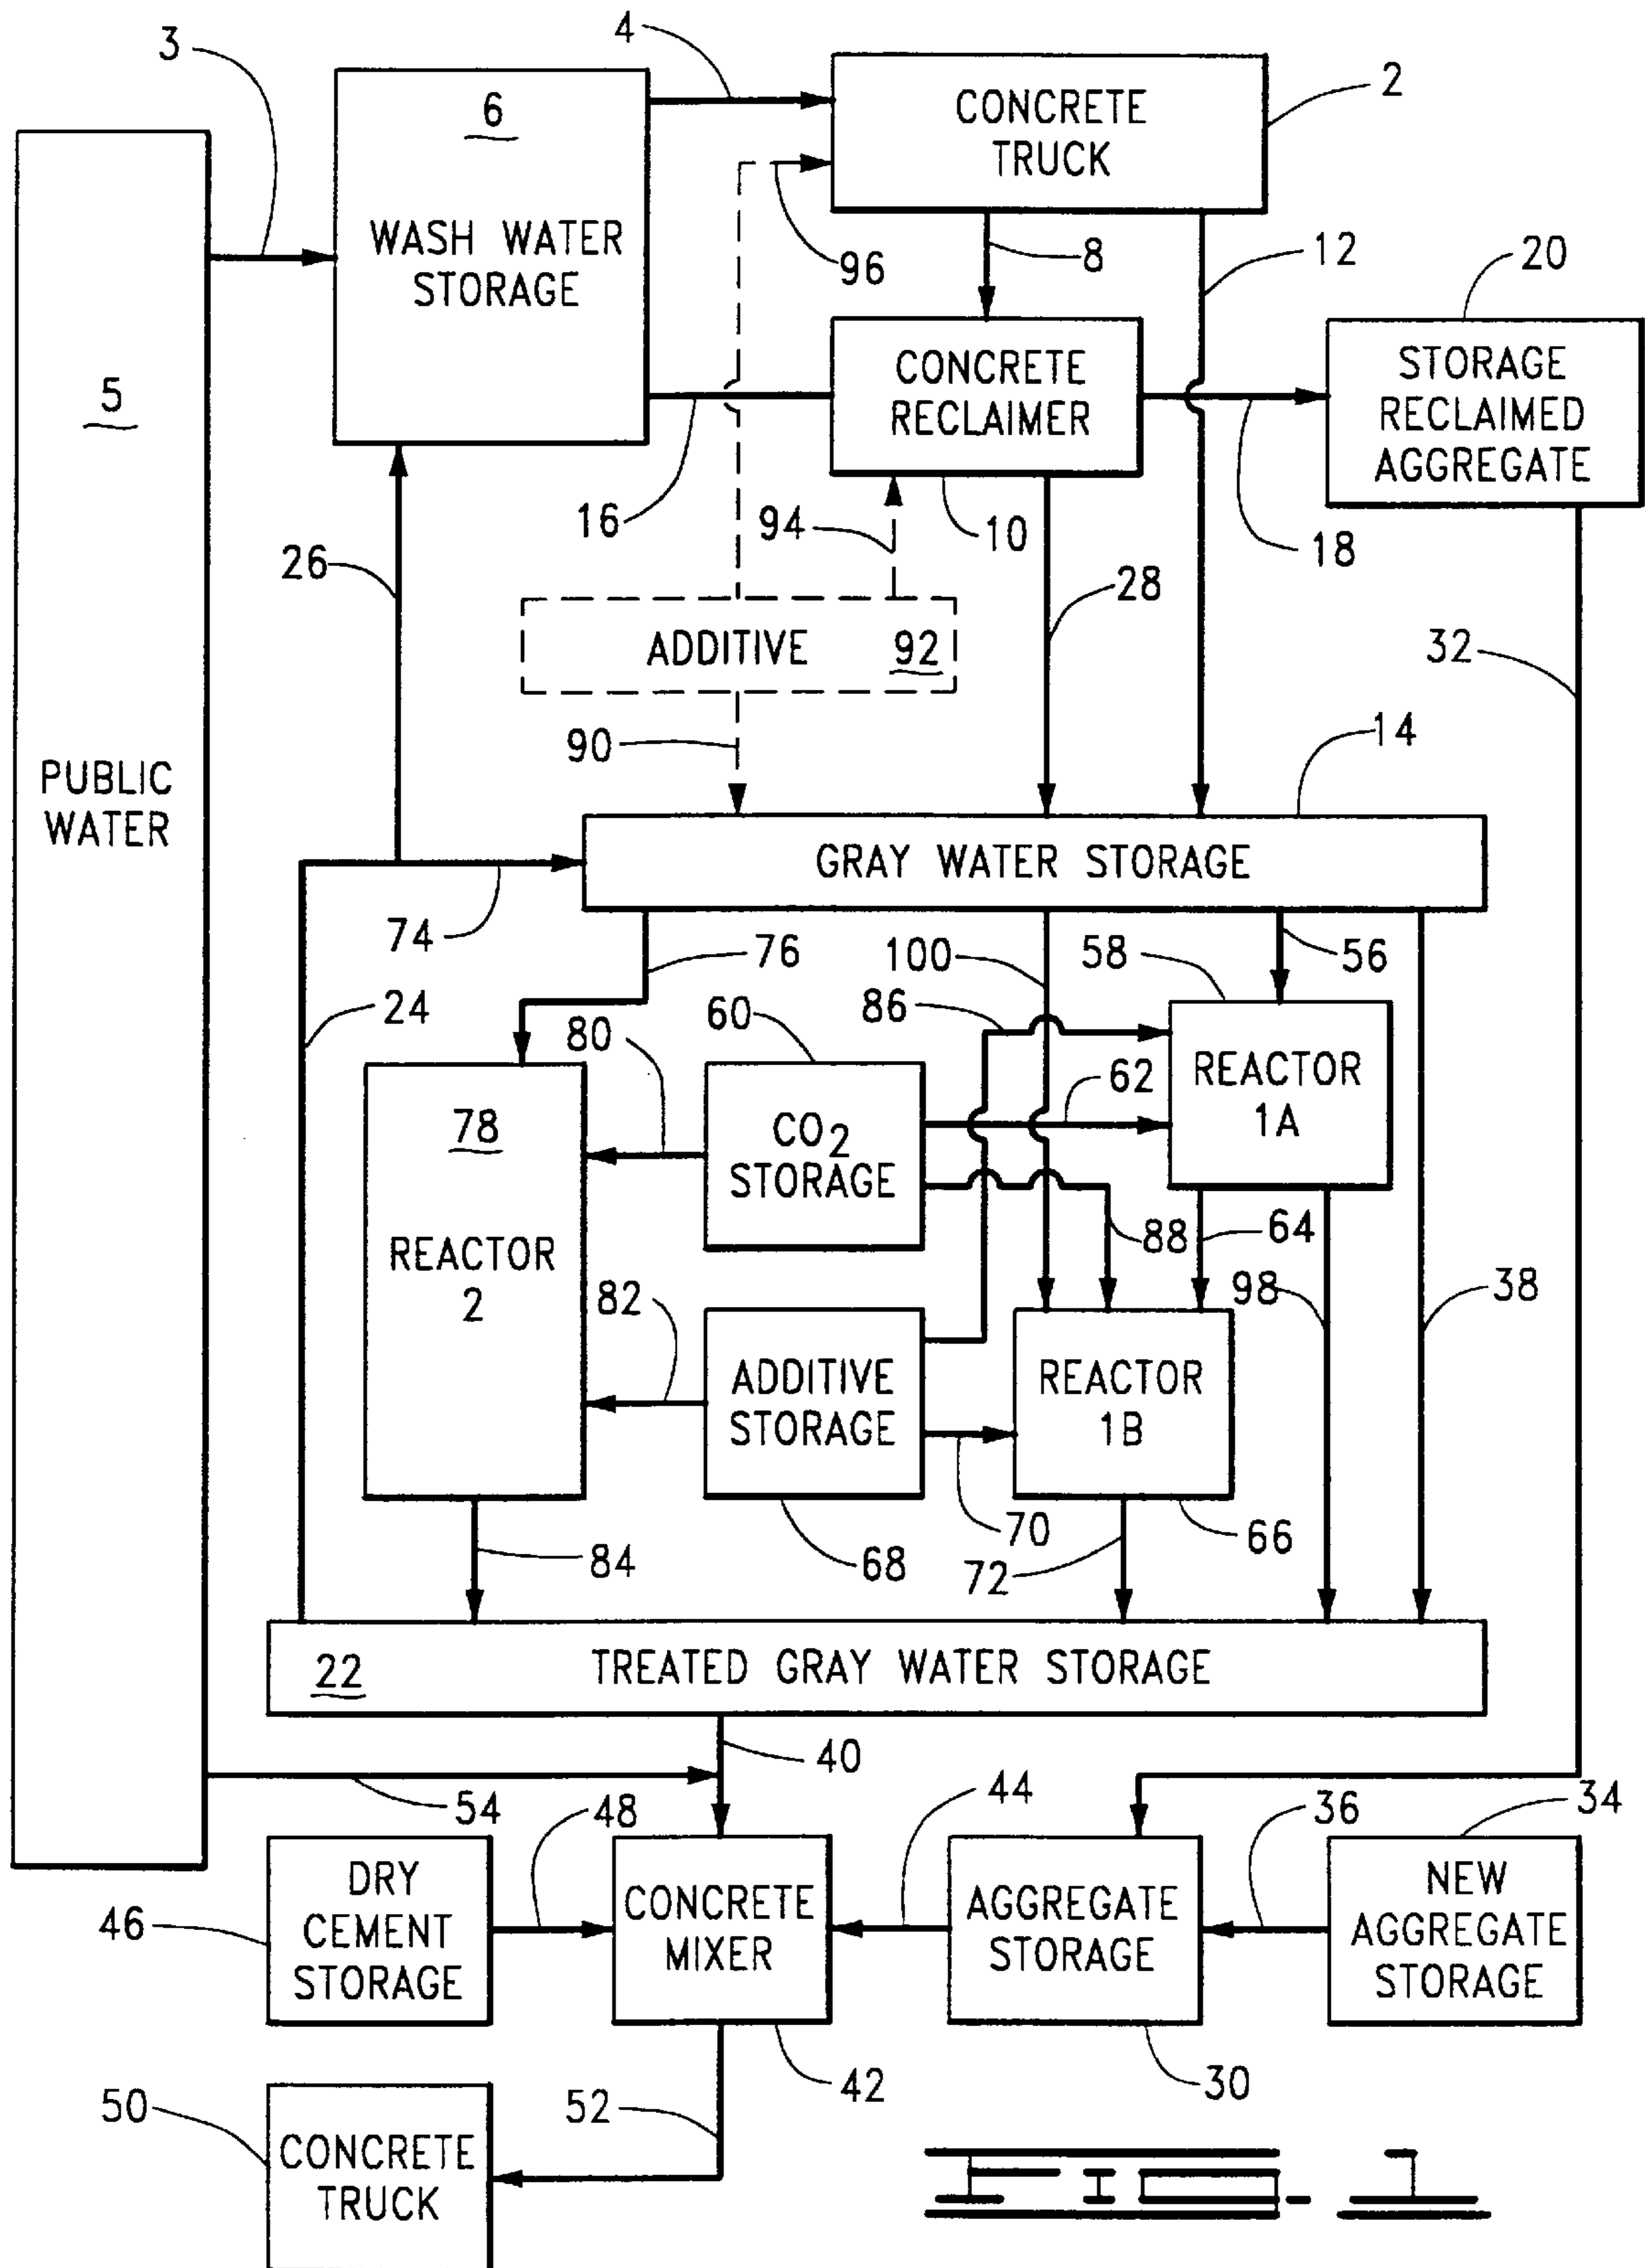 3
4
2
6
CONCRETE
TRUCK
WASH WATER
STORAGE
96
8
12
20
5
CONCRETE
RECLAIMER
STORAGE
RECLAIMED
AGGREGATE
16
94
10
18
26
28
ADDITIVE 92
32
90
14
PUBLIC
WATER
GRAY WATER STORAGE
74
76
100
58
56
24
80
60
86
62
REACTOR
1A
78
CO2
STORAGE
REACTOR
2
88
64
82
98
38
ADDITIVE
STORAGE
REACTOR
1B
84
68
70
72
66
22 TREATED GRAY WATER STORAGE
40
54
48
44
36
34
46
DRY
CEMENT
STORAGE
CONCRETE
MIXER
AGGREGATE
STORAGE
NEW
AGGREGATE
STORAGE
42
30
50
52
CONCRETE
TRUCK
FIG. 1